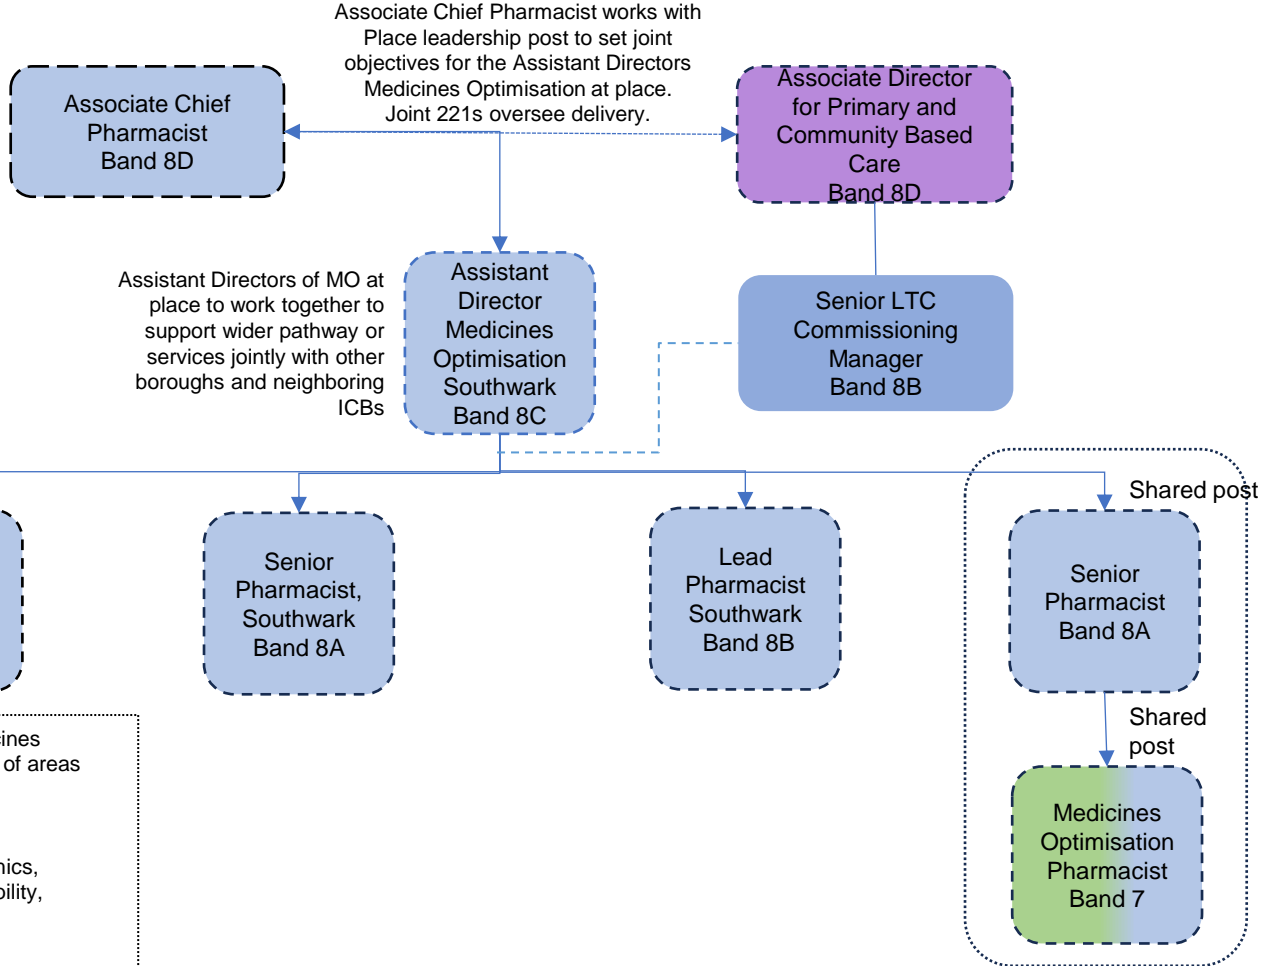 Associate Chief Pharmacist works with
Place leadership post to set joint
objectives for the Assistant Directors
Medicines Optimisation at place.
Joint 221s oversee delivery.
Associate Chief
Pharmacist
Band 8D
Associate Director
for Primary and
Community Based
Care
Band 8D
Assistant Directors of MO at
place to work together to
support wider pathway or
services jointly with other
boroughs and neighboring
ICBs
Assistant
Director
Medicines
Optimisation
Southwark
Band 8C
Senior LTC
Commissioning
Manager
Band 8B
Shared post
Senior
Pharmacist,
Southwark
Band 8A
Lead
Pharmacist
Southwark
Band 8B
Senior
Pharmacist
Band 8A
Shared
post
of areas
Medicines
Optimisation
Pharmacist
Band 7